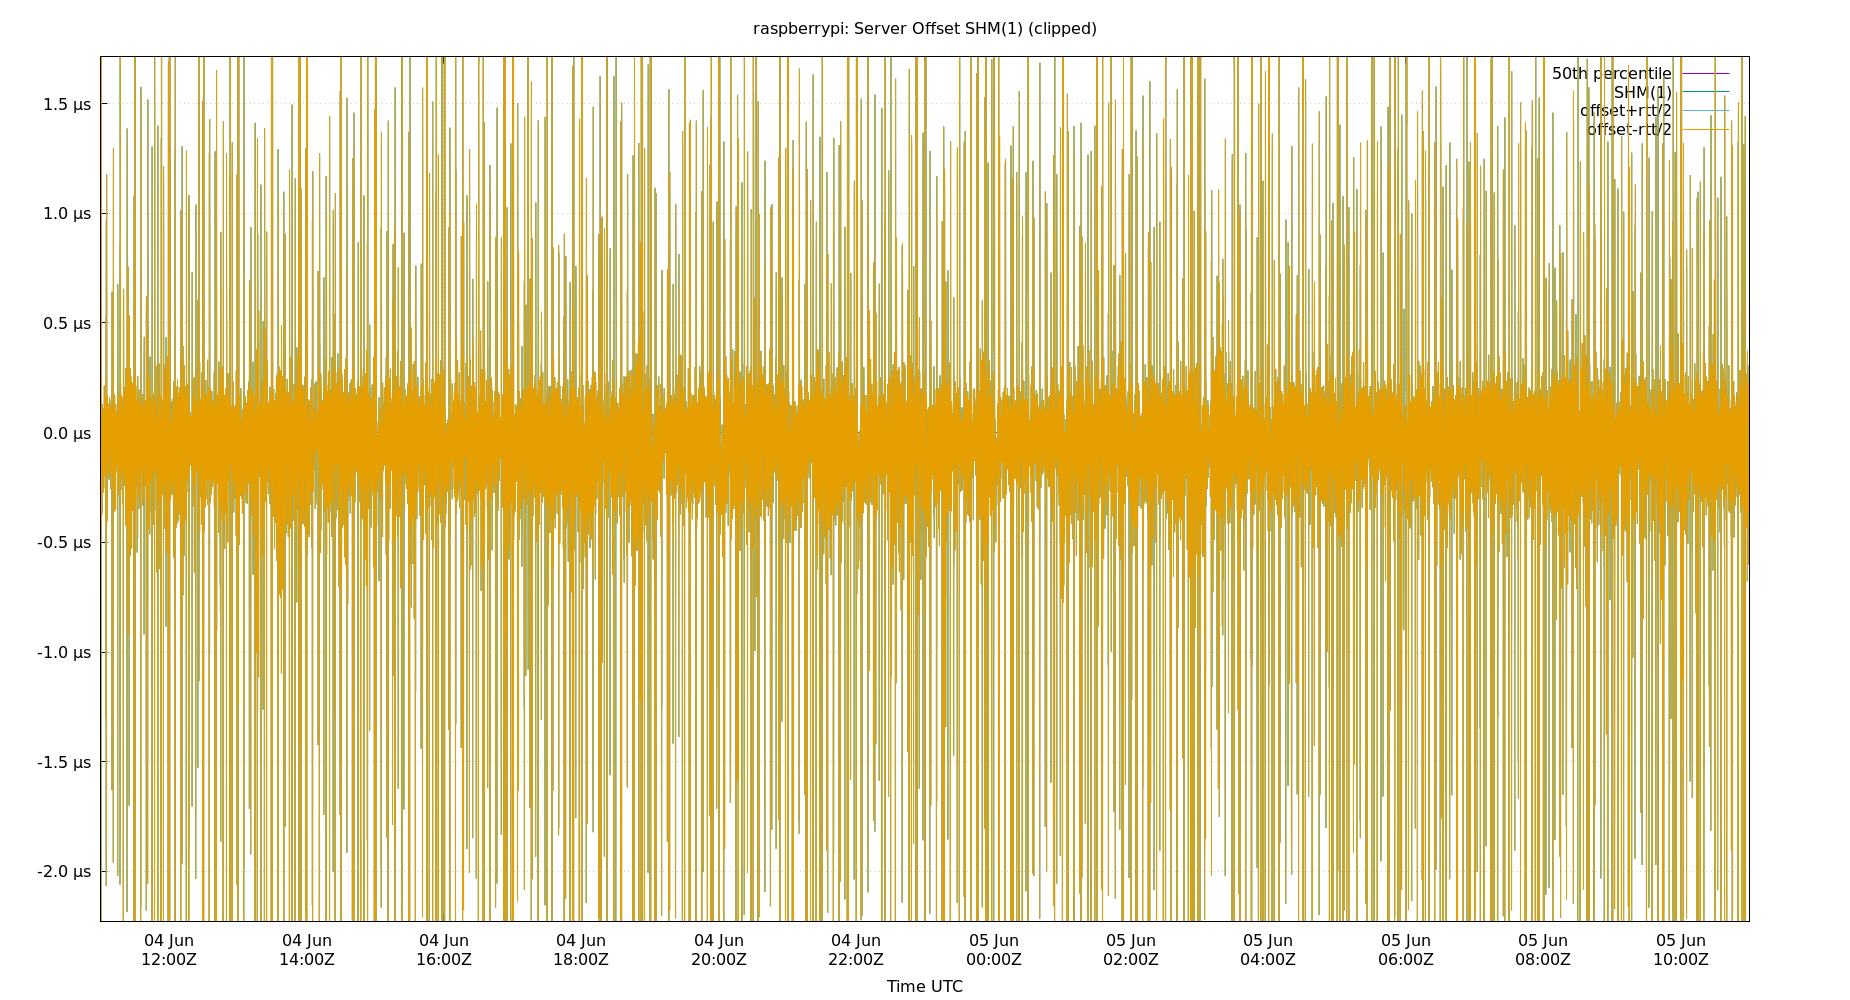 raspberrypi: Server Offset SHM(1) (clipped)
50th percentile
SHM(1)
offset+rtt/2
offset-rtt/2
1.5 µs
1.0 µs
0.5 µs
0.0 µs
-0.5 µs
-1.0 µs
-1.5 µs
-2.0 µs
04 Jun 04 Jun 04 Jun 04 Jun 04 Jun 04 Jun 05 Jun 05 Jun 05 Jun 05 Jun 05 Jun 05 Jun
12:00Z 14:00Z 16:00Z 18:00Z 20:00Z 22:00Z 00:00Z 02:00Z 04:00Z 06:00Z 08:00Z 10:00Z
Time UTC